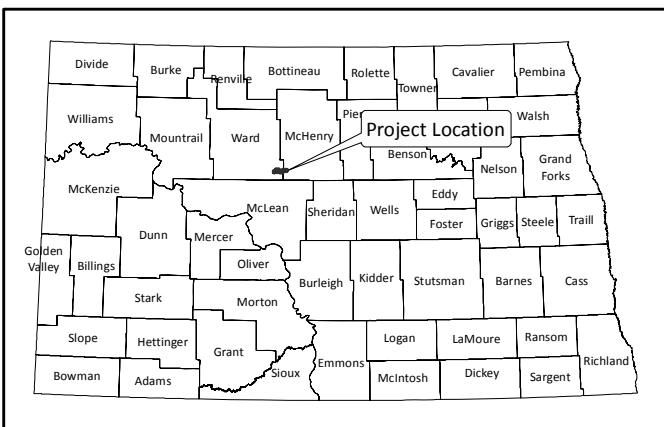 Divide
Burke
Renville
Bottineau
Rolette
Towner
Cavalier
Pembina
Williams
Mountrail
Ward
McHenry
Project Location
Walsh
Benson
Nelson
Grand
Forks
McKenzie
McLean
Sheridan
Wells
Eddy
Foster
Griggs
Steele
Traill
Dunn
Mercer
Oliver
Golden
Valley
Billings
Burleigh
Kidder
Stutsman
Barnes
Cass
Stark
Morton
Slope
Hettinger
Grant
Sioux
Emmons
Logan
LaMoure
Ransom
Richland
Bowman
Adams
McIntosh
Dickey
Sargent